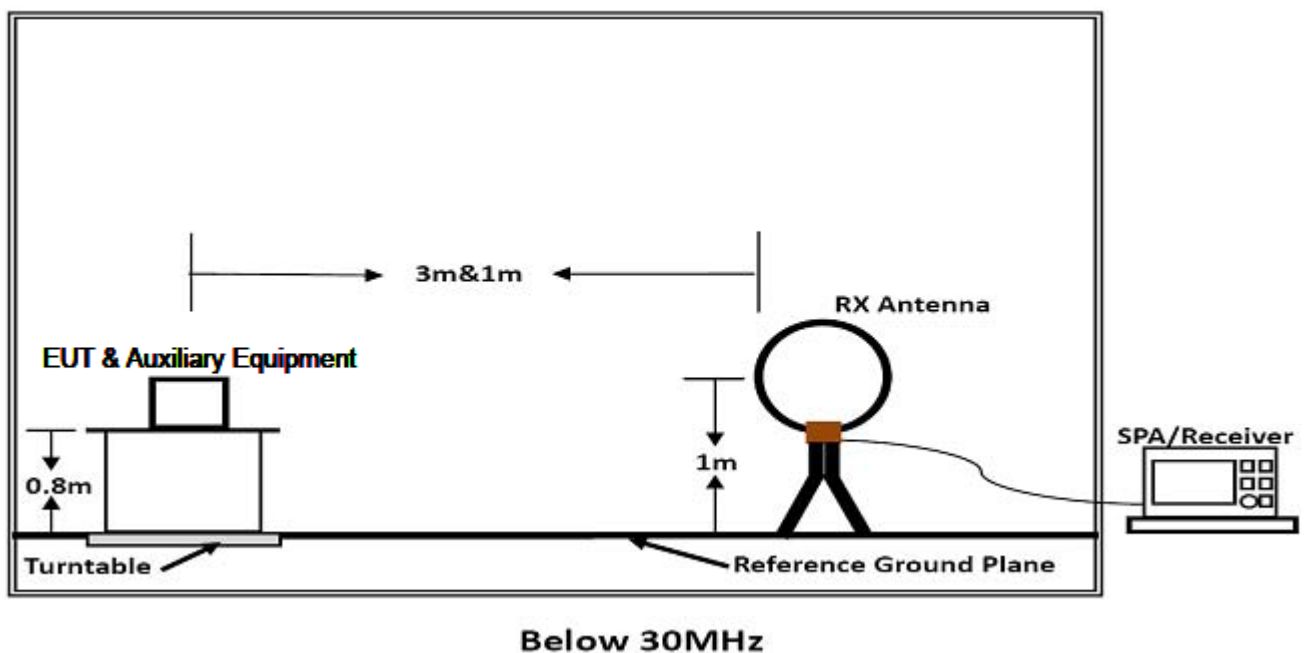 3m&1m
RX Antenna
EUT & Auxiliary Equipment
SPA/Receiver
1m
0.8m
Turntable
Reference Ground Plane
Below 30MHz